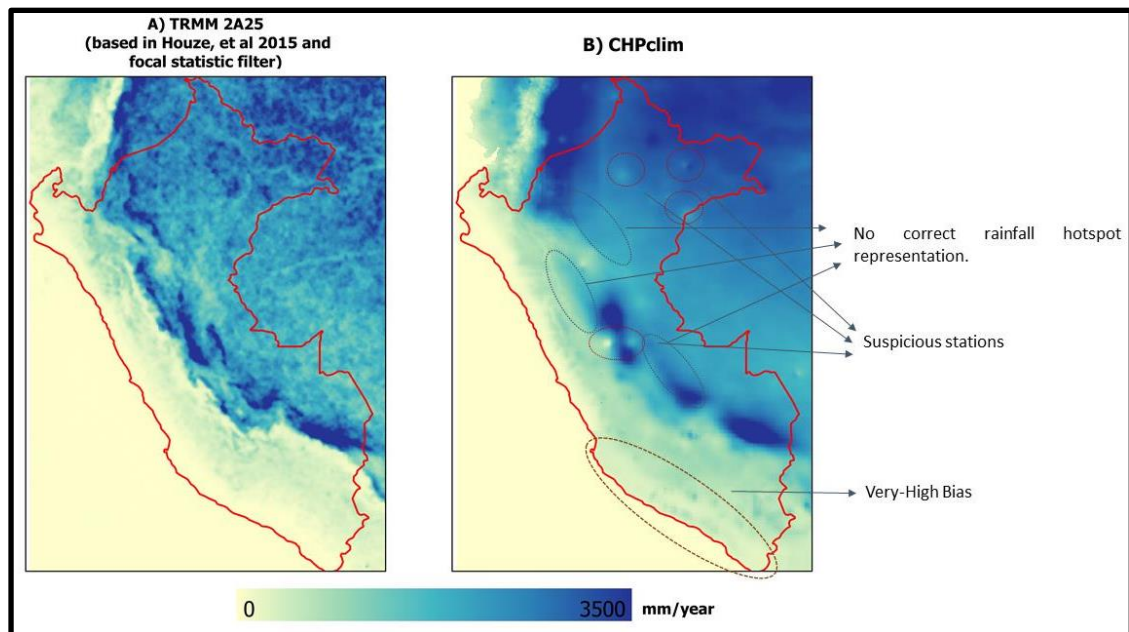 A) TRMM 2A25
(based in Houze, et al 2015 and
focal statistic filter)
B) CHPclim
No correct rainfall hotspot
representation.
Suspicious stations
Very-High Bias
0
3500
mm/year